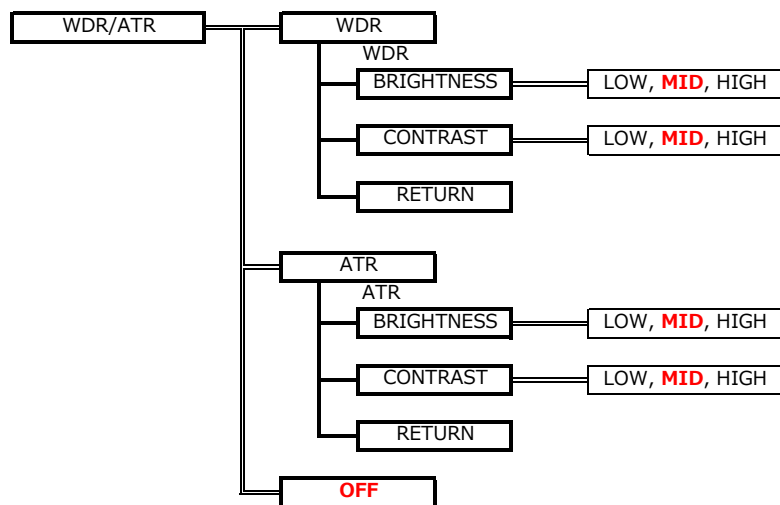 WDR/ATR
WDR
WDR
BRIGHTNESS
LOW, MID, HIGH
CONTRAST
LOW, MID, HIGH
RETURN
ATR
ATR
BRIGHTNESS
LOW, MID, HIGH
CONTRAST
LOW, MID, HIGH
RETURN
OFF